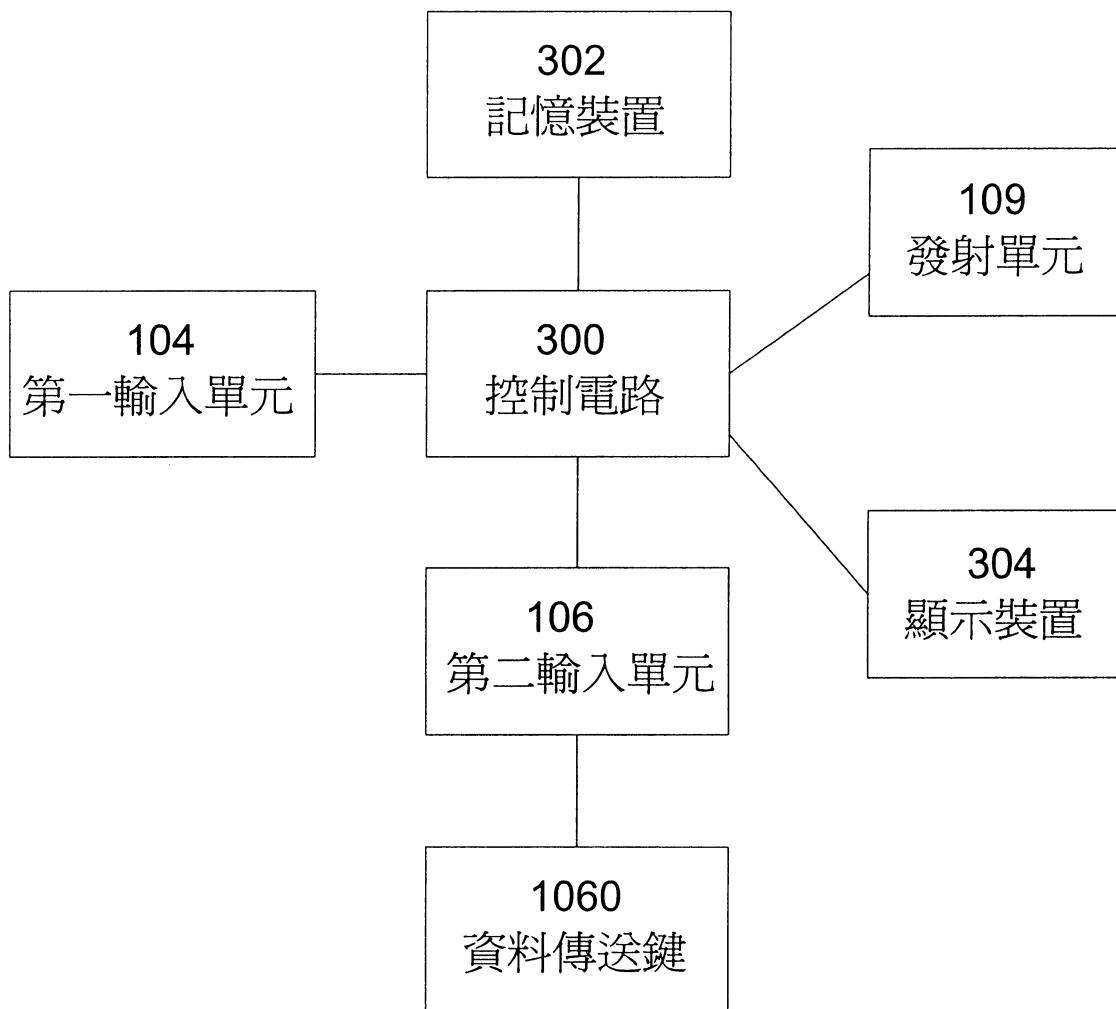 302
記憶裝置
109
發射單元
104
第一輸入單元
300
控制電路
304
顯示裝置
106
第二輸入單元
1060
資料傳送鍵